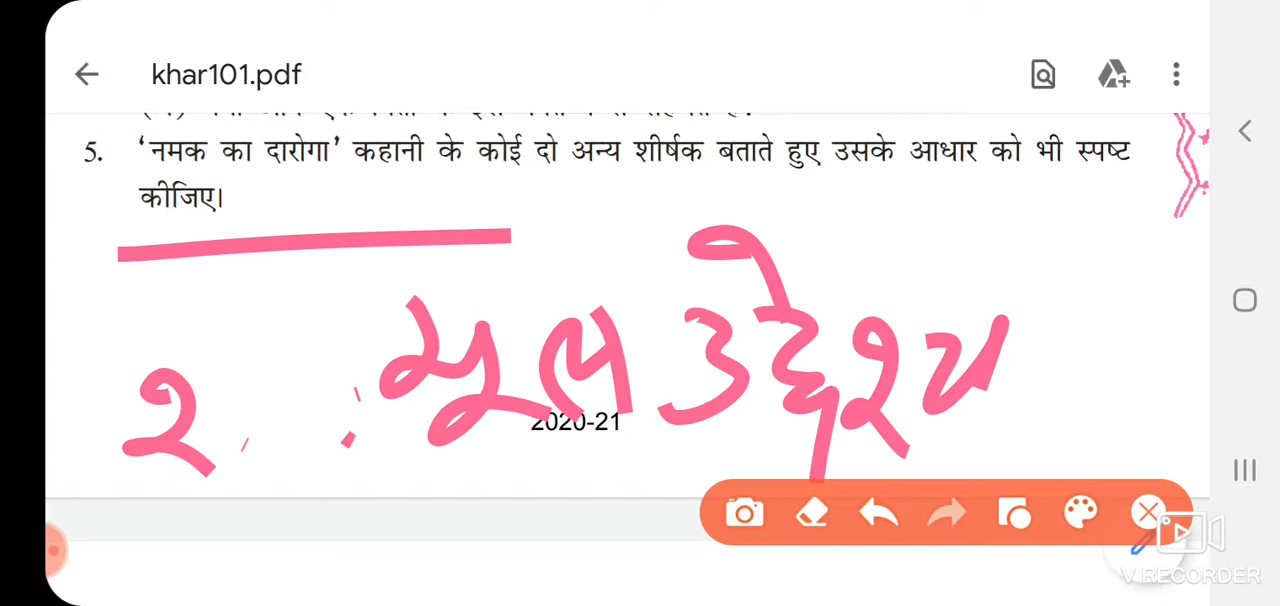 khar101.pdf
5. ‘नमक का दारोगा’ कहानी के कोई दो अन्य शीर्षक बताते हुए उसके आधार को भी स्पष्ट
कीजिए।
२. : मूल उद्देश्य
2020-21
V.RECORDER